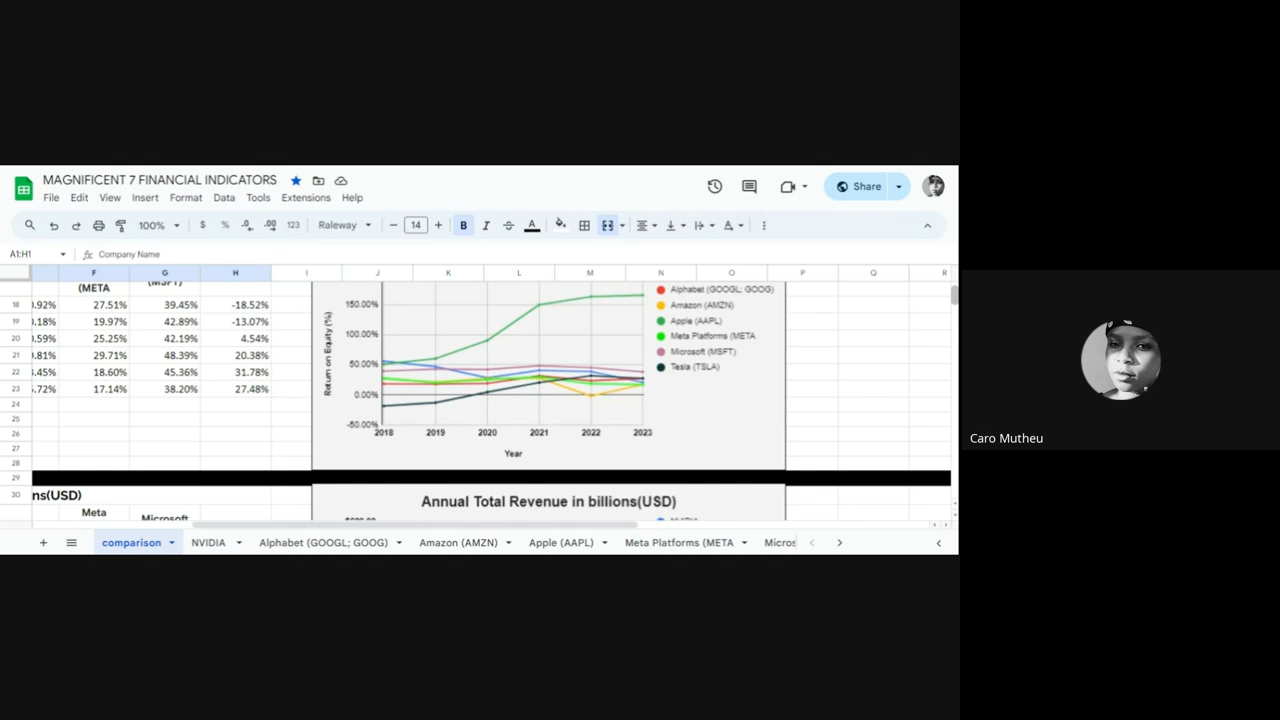 MAGNIFICENT 7 FINANCIAL INDICATORS
File Edit View Insert Format Data Tools Extensions Help
Share
100% $ % .0 .00 123 Raleway − 14 + B I A
A1:H1 fx Company Name
F G H I J K L M N O P Q R
(META (MSFT)
18 27.51% 39.45% -18.52%
19 19.97% 42.89% -13.07%
20 25.25% 42.19% 4.54%
21 29.71% 48.39% 20.38%
22 18.60% 45.36% 31.78%
23 17.14% 38.20% 27.48%
24
25
26
27
28
29
30 ns(USD)
Meta
Microsoft
Return on Equity (%)
150.00%
100.00%
50.00%
0.00%
-50.00%
2018 2019 2020 2021 2022 2023
Year
Alphabet (GOOGL; GOOG)
Amazon (AMZN)
Apple (AAPL)
Meta Platforms (META
Microsoft (MSFT)
Tesla (TSLA)
Annual Total Revenue in billions(USD)
+ comparison NVIDIA Alphabet (GOOGL; GOOG) Amazon (AMZN) Apple (AAPL) Meta Platforms (META Micros
Caro Mutheu